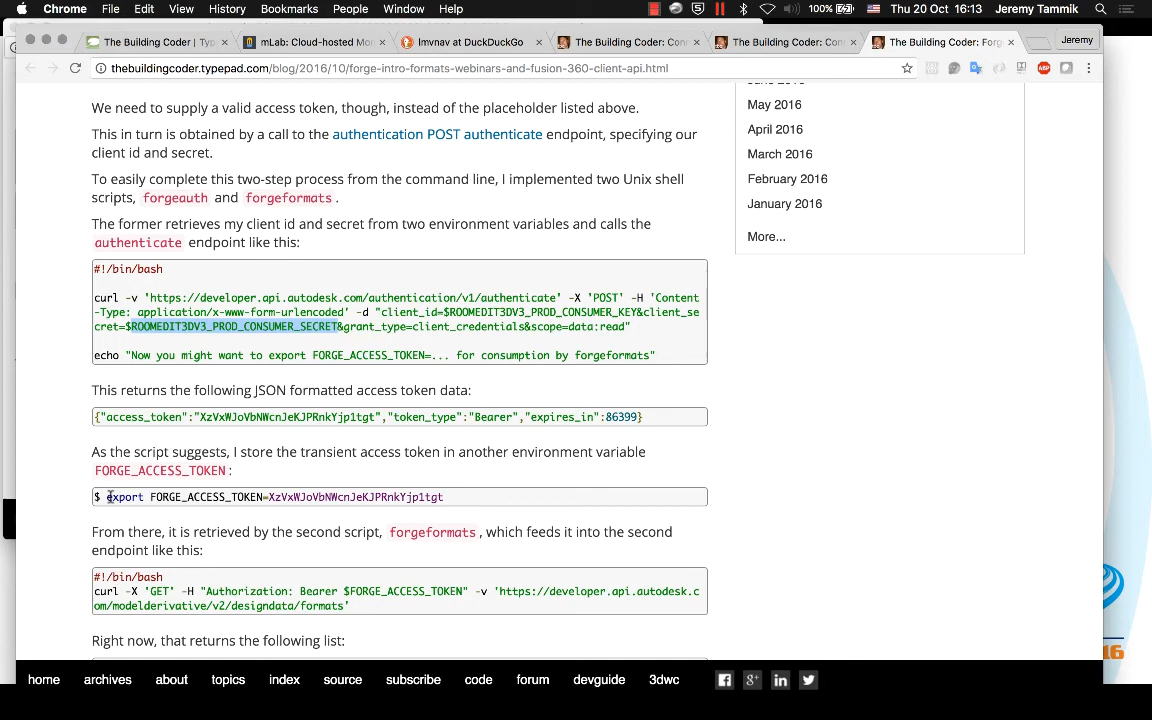 Chrome File Edit View History Bookmarks People Window Help 100% Thu 20 Oct 16:13 Jeremy Tammik
The Building Coder | Typ mLab: Cloud-hosted Mon lmvnav at DuckDuckGo The Building Coder: Con The Building Coder: Con The Building Coder: Forg Jeremy
thebuildingcoder.typepad.com/blog/2016/10/forge-intro-formats-webinars-and-fusion-360-client-api.html
We need to supply a valid access token, though, instead of the placeholder listed above.
This in turn is obtained by a call to the authentication POST authenticate endpoint, specifying our
client id and secret.
To easily complete this two-step process from the command line, I implemented two Unix shell
scripts, forgeauth and forgeformats .
The former retrieves my client id and secret from two environment variables and calls the
authenticate endpoint like this:
#!/bin/bash
curl -v 'https://developer.api.autodesk.com/authentication/v1/authenticate' -X 'POST' -H 'Content
-Type: application/x-www-form-urlencoded' -d "client_id=$ROOMEDIT3DV3_PROD_CONSUMER_KEY&client_se
cret=$ROOMEDIT3DV3_PROD_CONSUMER_SECRET&grant_type=client_credentials&scope=data:read"
echo "Now you might want to export FORGE_ACCESS_TOKEN=... for consumption by forgeformats"
This returns the following JSON formatted access token data:
{"access_token":"XzVxWJoVbNWcnJeKJPRnkYjp1tgt","token_type":"Bearer","expires_in":86399}
As the script suggests, I store the transient access token in another environment variable
FORGE_ACCESS_TOKEN :
$ export FORGE_ACCESS_TOKEN=XzVxWJoVbNWcnJeKJPRnkYjp1tgt
From there, it is retrieved by the second script, forgeformats , which feeds it into the second
endpoint like this:
#!/bin/bash
curl -X 'GET' -H "Authorization: Bearer $FORGE_ACCESS_TOKEN" -v 'https://developer.api.autodesk.c
om/modelderivative/v2/designdata/formats'
Right now, that returns the following list:
May 2016
April 2016
March 2016
February 2016
January 2016
More...
home archives about topics index source subscribe code forum devguide 3dwc
16